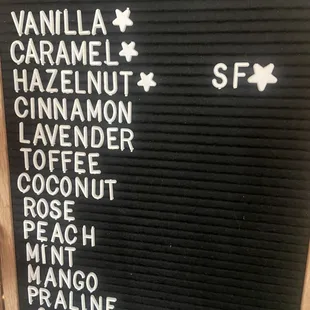 VANILLA ★
CARAMEL ★
HAZELNUT ★ SF★
CINNAMON
LAVENDER
TOFFEE
COCONUT
ROSE
PEACH
MINT
MANGO
PRALINE